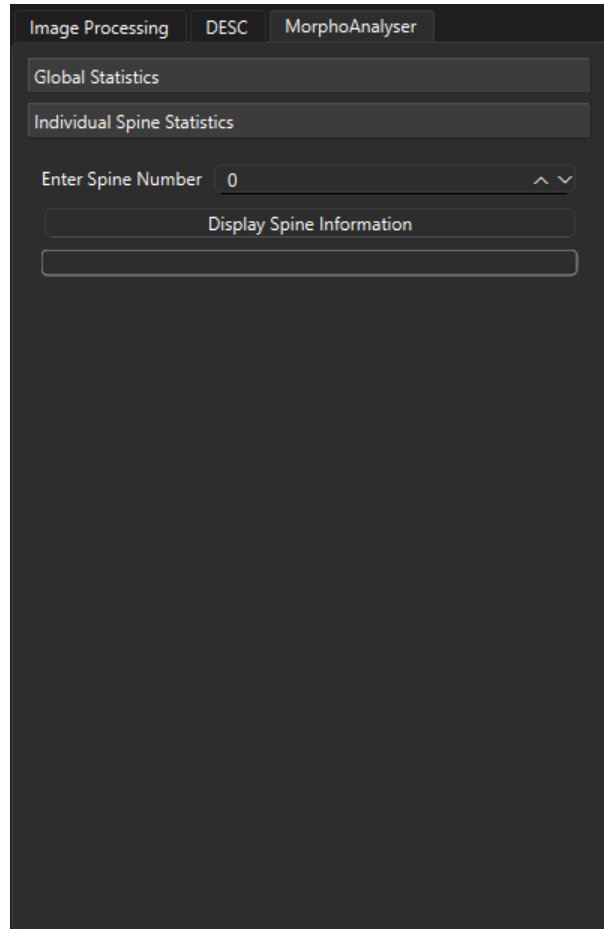 Image Processing DESC MorphoAnalyser
Global Statistics
Individual Spine Statistics
Enter Spine Number 0
Display Spine Information